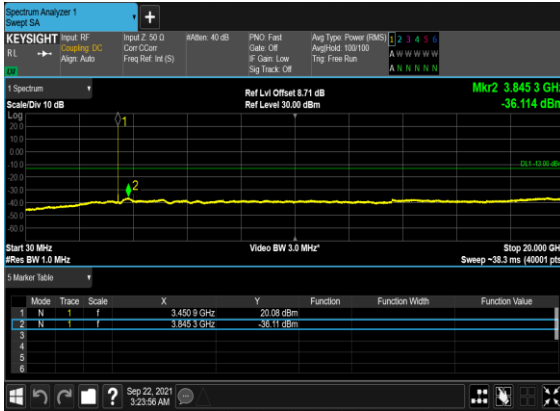 Spectrum Analyzer 1
Swept SA
+
KEYSIGHT
RL
Input: RF
Coupling: DC
Align: Auto
Input Z: 50 Ω
Corr CCorr
Freq Ref: Int (S)
#Atten: 40 dB
PNO: Fast
Gate: Off
IF Gain: Low
Sig Track: Off
Avg Type: Power (RMS)
Avg|Hold: 100/100
Trig: Free Run
1 2 3 4 5 6
A W W W W W
A N N N N N
1 Spectrum
Scale/Div 10 dB
Ref Lvl Offset 8.71 dB
Ref Level 30.00 dBm
Mkr2 3.845 3 GHz
-36.114 dBm
Log
20.0
10.0
0.00
-10.0
-20.0
-30.0
-40.0
-50.0
-60.0
1
2
DL1 -13.00 dBm
Start 30 MHz
#Res BW 1.0 MHz
Video BW 3.0 MHz*
Stop 20.000 GHz
Sweep ~38.3 ms (40001 pts)
5 Marker Table
Mode Trace Scale X Y Function Function Width Function Value
1 N 1 f 3.450 9 GHz 20.08 dBm
2 N 1 f 3.845 3 GHz -36.11 dBm
3
4
5
6
?
Sep 22, 2021
3:23:56 AM